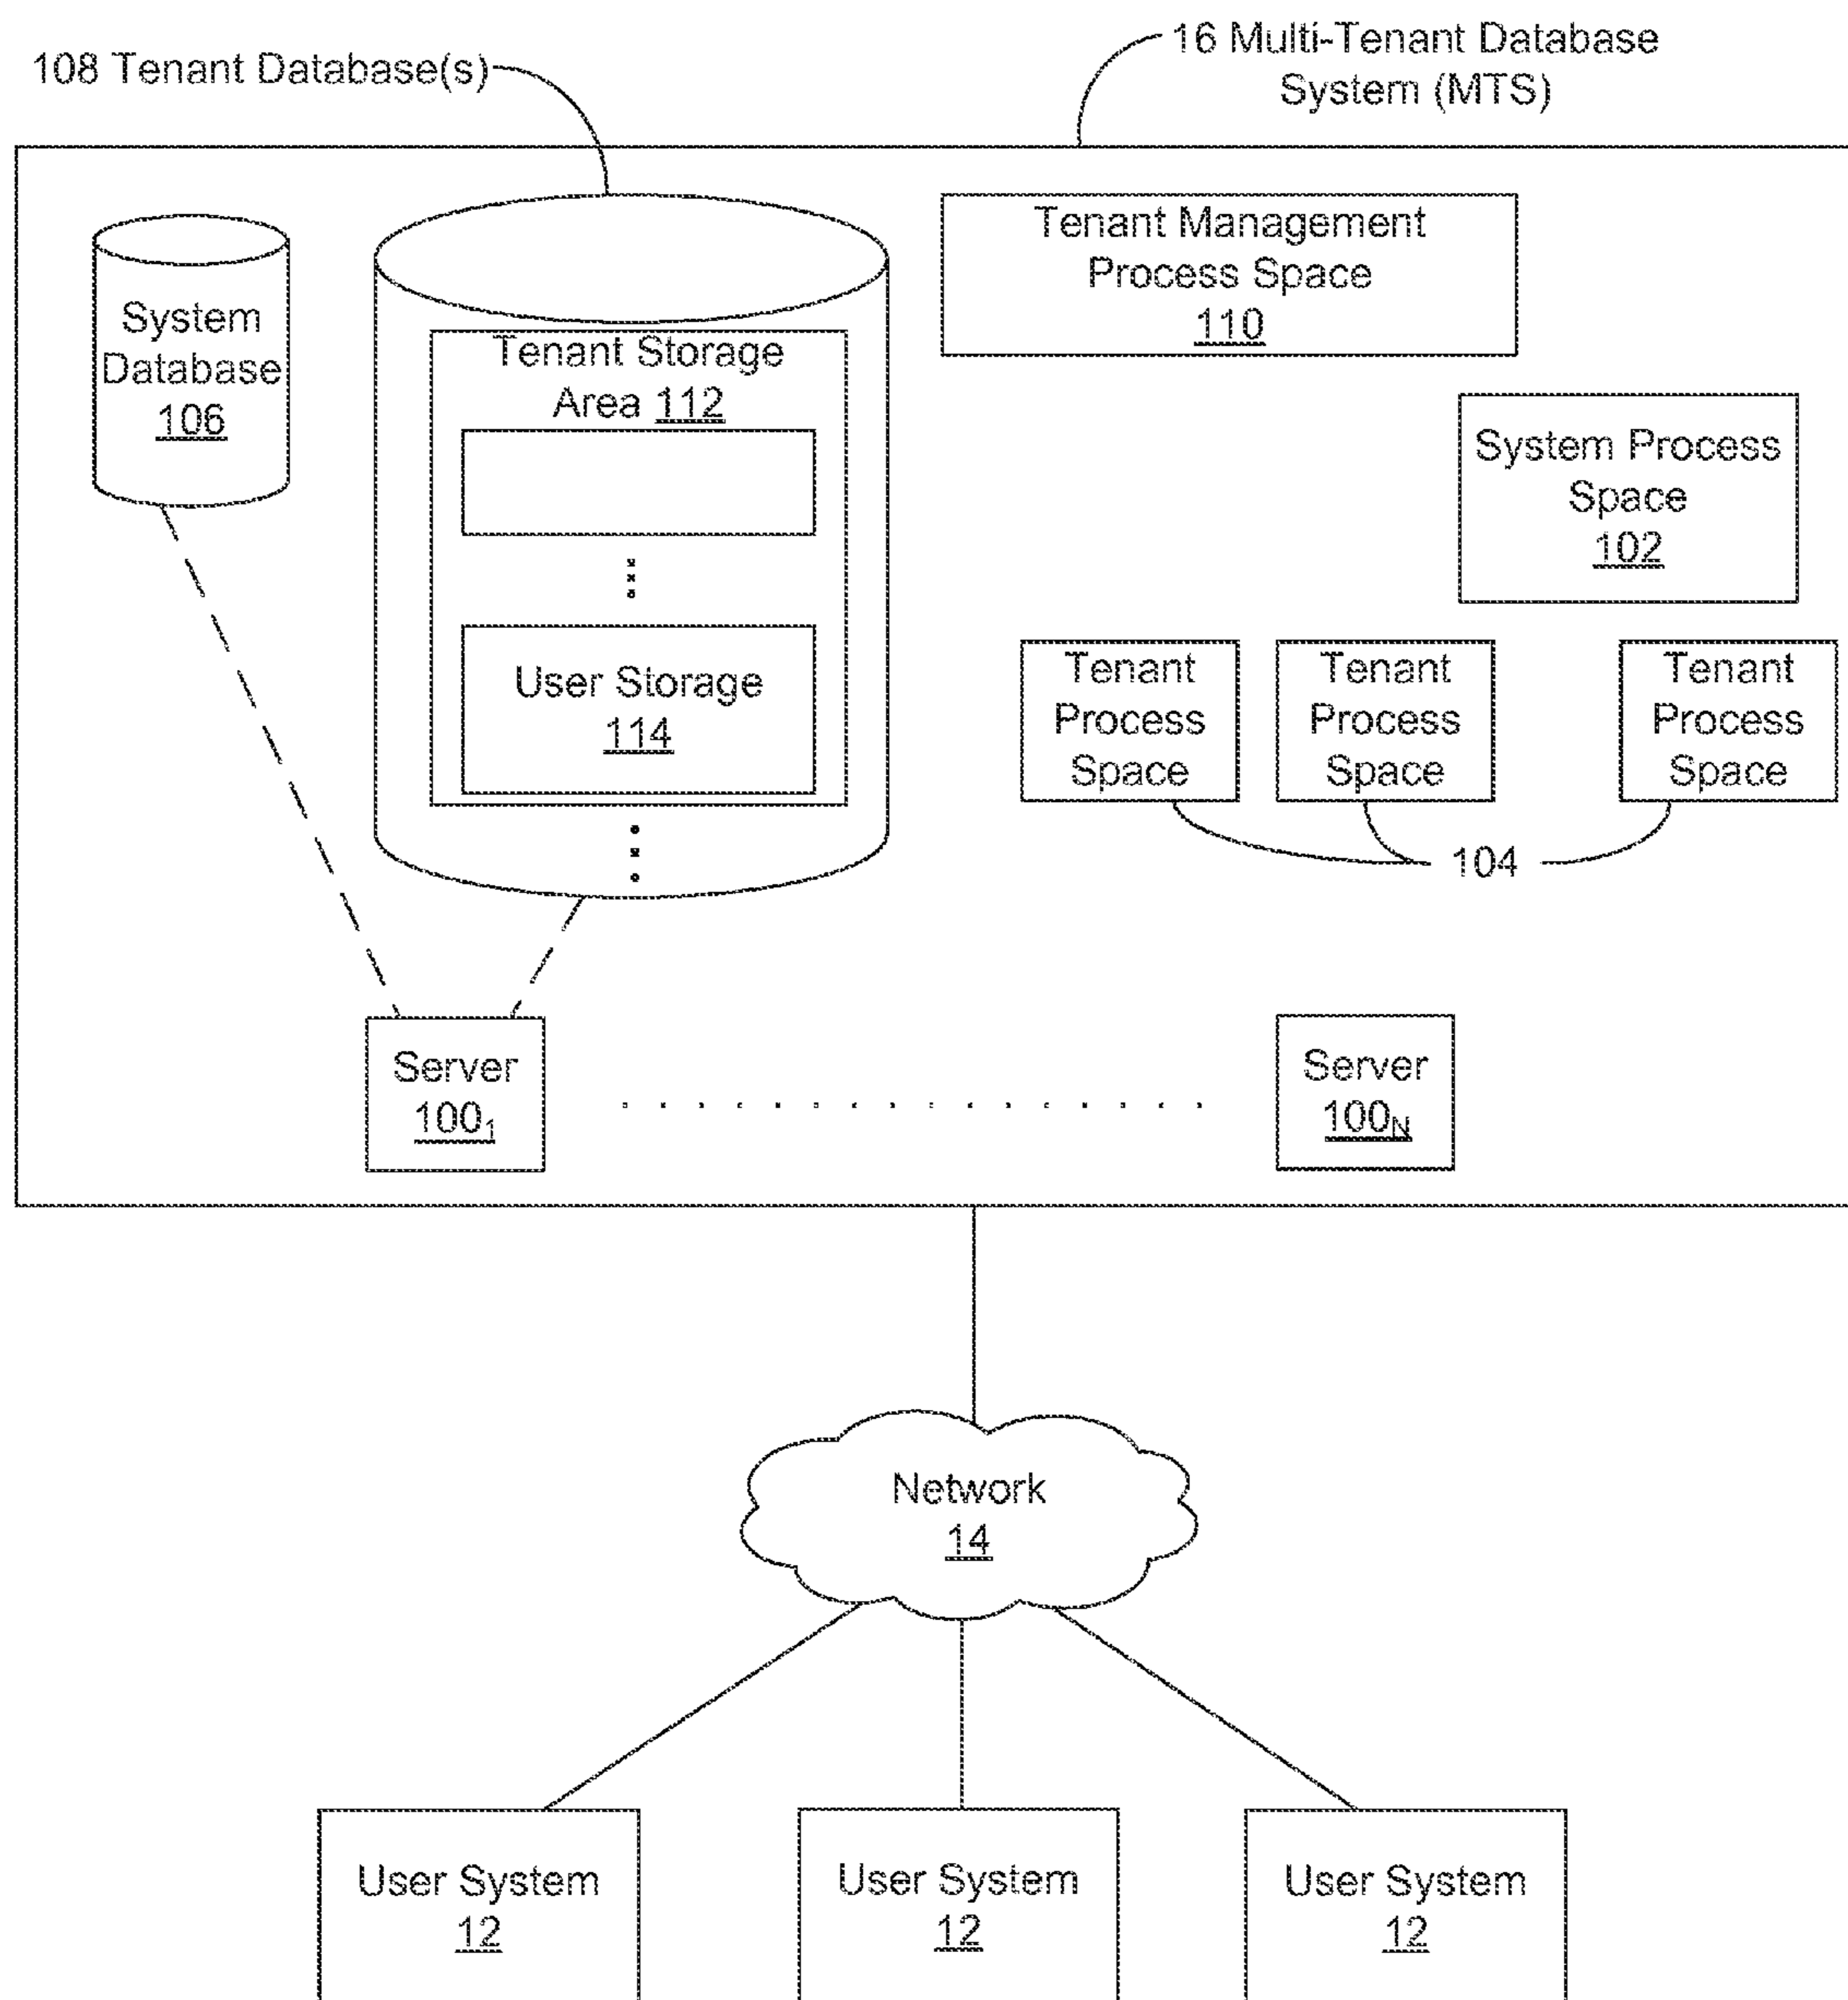 108 Tenant Database(s)
16 Multi-Tenant Database
System (MTS)
System
Database
106
Tenant Storage
Area 112
User Storage
114
Tenant Management
Process Space
110
System Process
Space
102
Tenant
Process
Space
Tenant
Process
Space
Tenant
Process
Space
104
Server
100₁
Server
100N
Network
14
User System
12
User System
12
User System
12